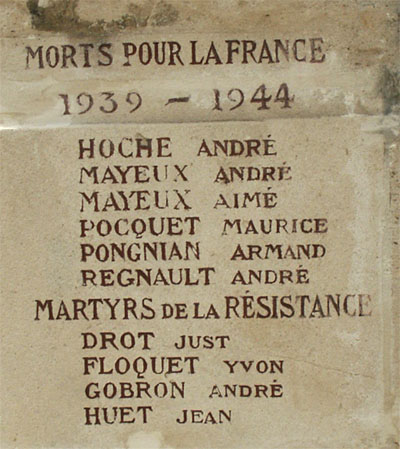 MORTS POUR LA FRANCE
1939 - 1944
HOCHE ANDRÉ
MAYEUX ANDRÉ
MAYEUX AIMÉ
POCQUET MAURICE
PONGNIAN ARMAND
REGNAULT ANDRÉ
MARTYRS DE LA RÉSISTANCE
DROT JUST
FLOQUET YVON
GOBRON ANDRÉ
HUET JEAN